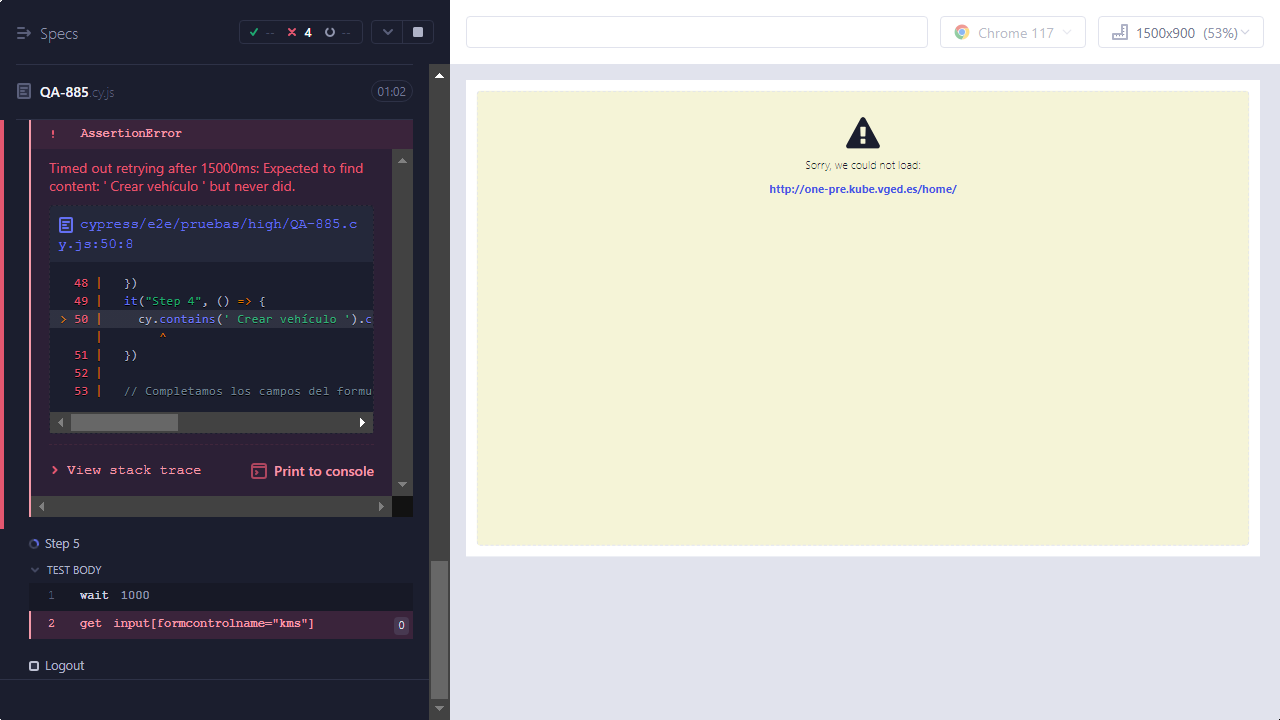 Specs
-- 4 --
Chrome 117
1500x900 (53%)
QA-885.cy.js 01:02
! AssertionError
Timed out retrying after 15000ms: Expected to find
content: ' Crear vehículo ' but never did.
cypress/e2e/pruebas/high/QA-885.c
y.js:50:8
48 | })
49 | it("Step 4", () => {
> 50 | cy.contains(' Crear vehículo ').c
| ^
51 | })
52 |
53 | // Completamos los campos del formu
View stack trace
Print to console
Step 5
TEST BODY
1 wait 1000
2 get input[formcontrolname="kms"] 0
Logout
Sorry, we could not load:
http://one-pre.kube.vged.es/home/